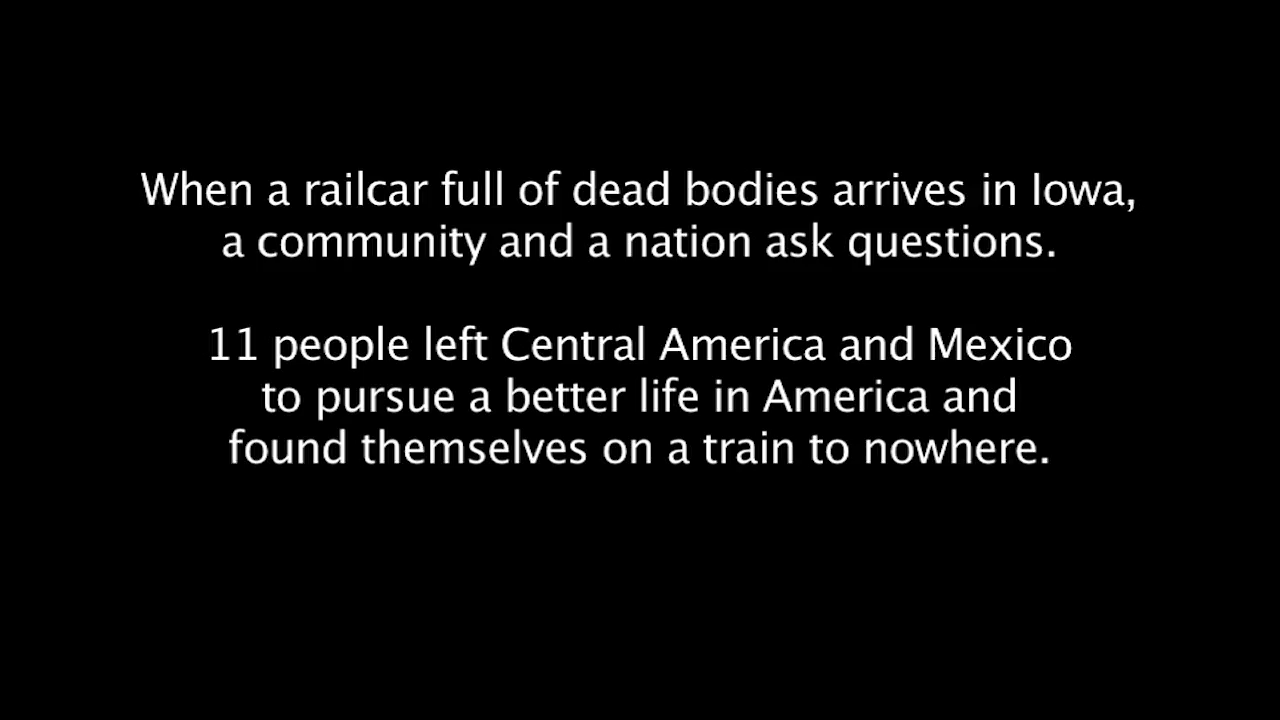 When a railcar full of dead bodies arrives in Iowa,
a community and a nation ask questions.
11 people left Central America and Mexico
to pursue a better life in America and
found themselves on a train to nowhere.